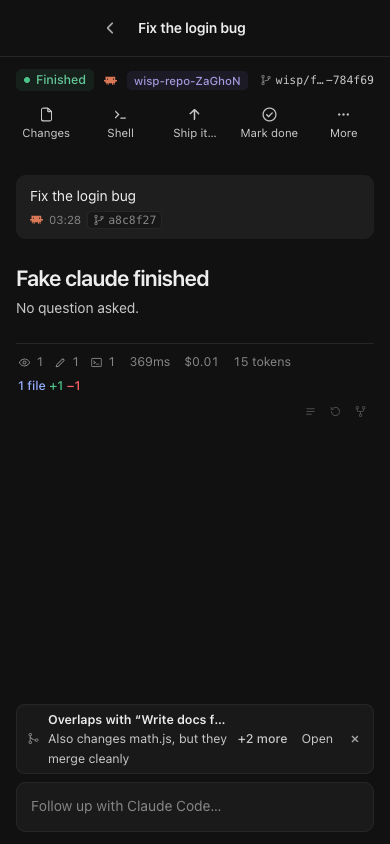 Fix the login bug
Finished wisp-repo-ZaGhoN wisp/f…-784f69
Changes Shell Ship it… Mark done More
Fix the login bug
03:28 a8c8f27
Fake claude finished
No question asked.
1 1 1 369ms $0.01 15 tokens
1 file +1 −1
Overlaps with “Write docs f…
Also changes math.js, but they +2 more Open ×
merge cleanly
Follow up with Claude Code…